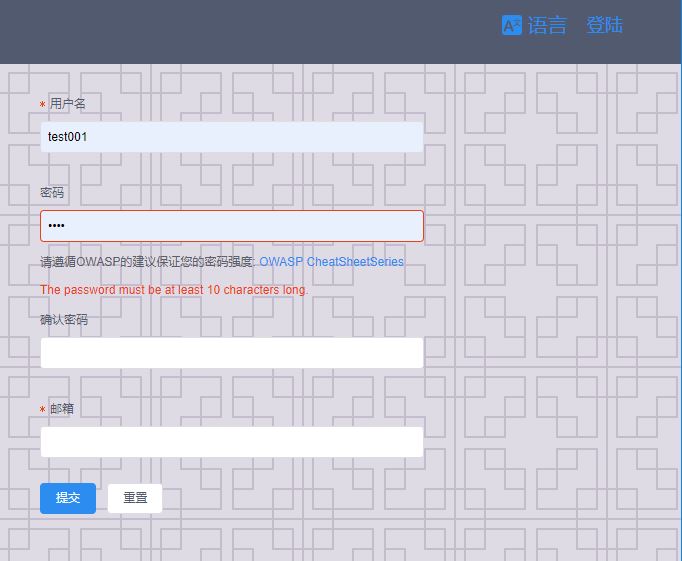 语言 登陆
* 用户名
test001
密码
••••
请遵循OWASP的建议保证您的密码强度: OWASP CheatSheetSeries
The password must be at least 10 characters long.
确认密码
* 邮箱
提交 重置